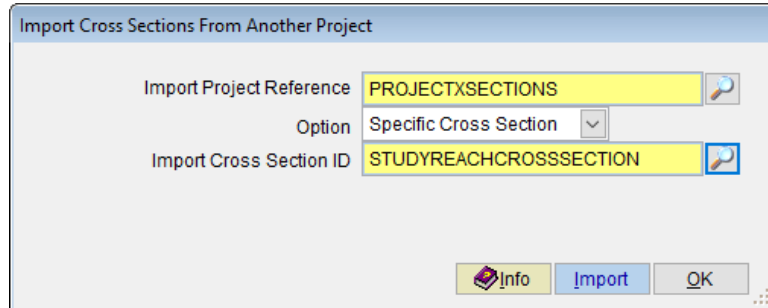 Import Cross Sections From Another Project
Import Project Reference PROJECTXSECTIONS
Option Specific Cross Section
Import Cross Section ID STUDYREACHCROSSSECTION
Info Import OK